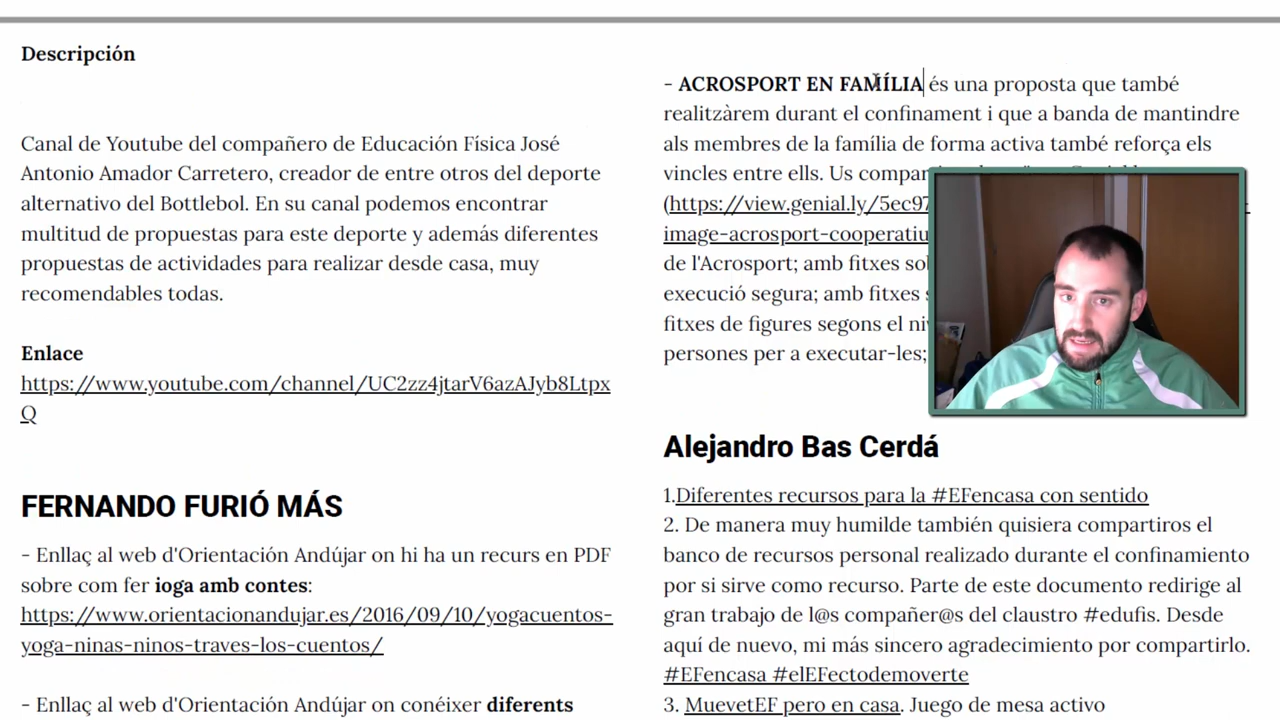 Descripción
Canal de Youtube del compañero de Educación Física José
Antonio Amador Carretero, creador de entre otros del deporte
alternativo del Bottlebol. En su canal podemos encontrar
multitud de propuestas para este deporte y además diferentes
propuestas de actividades para realizar desde casa, muy
recomendables todas.
Enlace
https://www.youtube.com/channel/UC2zz4jtarV6azAJyb8Ltpx
Q
FERNANDO FURIÓ MÁS
- Enllaç al web d'Orientación Andújar on hi ha un recurs en PDF
sobre com fer ioga amb contes:
https://www.orientacionandujar.es/2016/09/10/yogacuentos-
yoga-ninas-ninos-traves-los-cuentos/
- Enllaç al web d'Orientación Andújar on conéixer diferents
- ACROSPORT EN FAMÍLIA és una proposta que també
realitzàrem durant el confinament i que a banda de mantindre
als membres de la família de forma activa també reforça els
vincles entre ells. Us
(https://view.genial.ly/5ec97
image-acrosport-cooperatiu
de l'Acrosport; amb fitxes
execució segura; amb fitxes
fitxes de figures segons el
persones per a executar-les;
Alejandro Bas Cerdá
1.Diferentes recursos para la #EFencasa con sentido
2. De manera muy humilde también quisiera compartiros el
banco de recursos personal realizado durante el confinamiento
por si sirve como recurso. Parte de este documento redirige al
gran trabajo de l@s compañer@s del claustro #edufis. Desde
aquí de nuevo, mi más sincero agradecimiento por compartirlo.
#EFencasa #elEFectodemoverte
3. MuevetEF pero en casa. Juego de mesa activo